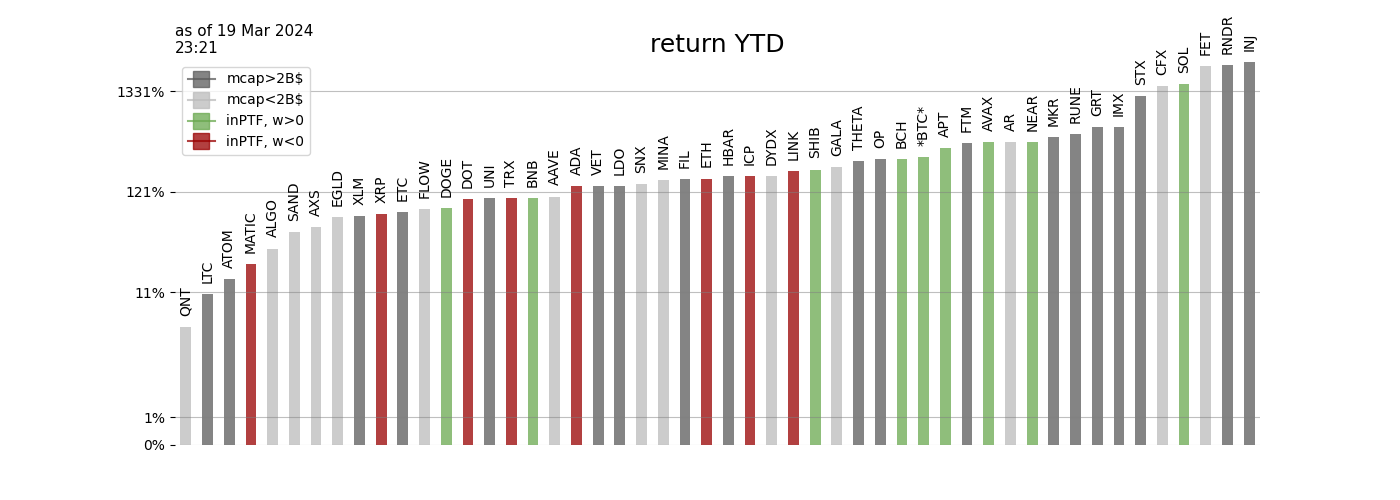 as of 19 Mar 2024
23:21
return YTD
mcap>2B$
mcap<2B$
inPTF, w>0
inPTF, w<0
1331%
121%
11%
1%
0%
QNT
LTC
ATOM
MATIC
ALGO
SAND
AXS
EGLD
XLM
XRP
ETC
FLOW
DOGE
DOT
UNI
TRX
BNB
AAVE
ADA
VET
LDO
SNX
MINA
FIL
ETH
HBAR
ICP
DYDX
LINK
SHIB
GALA
THETA
OP
BCH
*BTC*
APT
FTM
AVAX
AR
NEAR
MKR
RUNE
GRT
IMX
STX
CFX
SOL
FET
RNDR
INJ